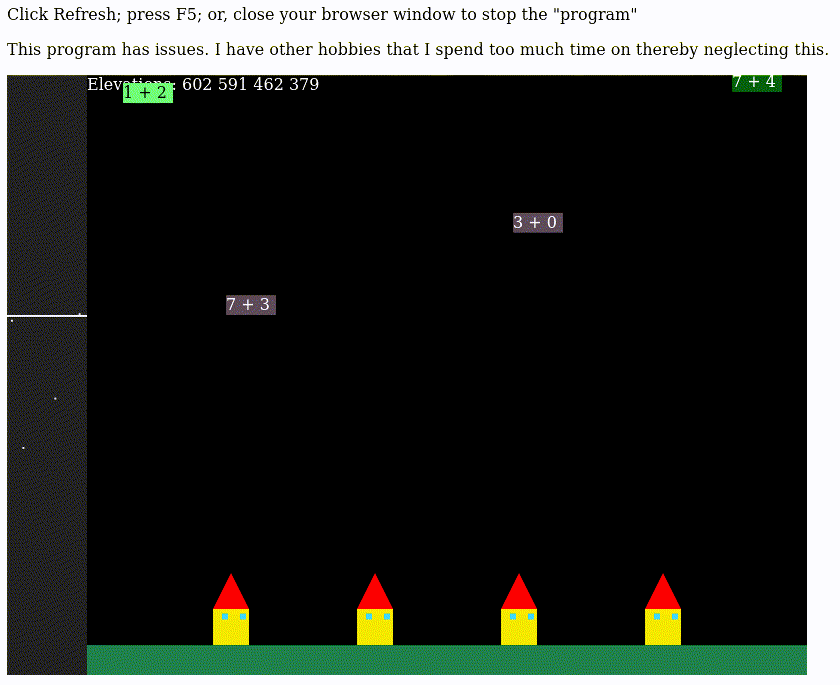 Click Refresh; press F5; or, close your browser window to stop the "program"
This program has issues. I have other hobbies that I spend too much time on thereby neglecting this.
Elevations: 602 591 462 379
7 + 4
1 + 2
3 + 0
7 + 3